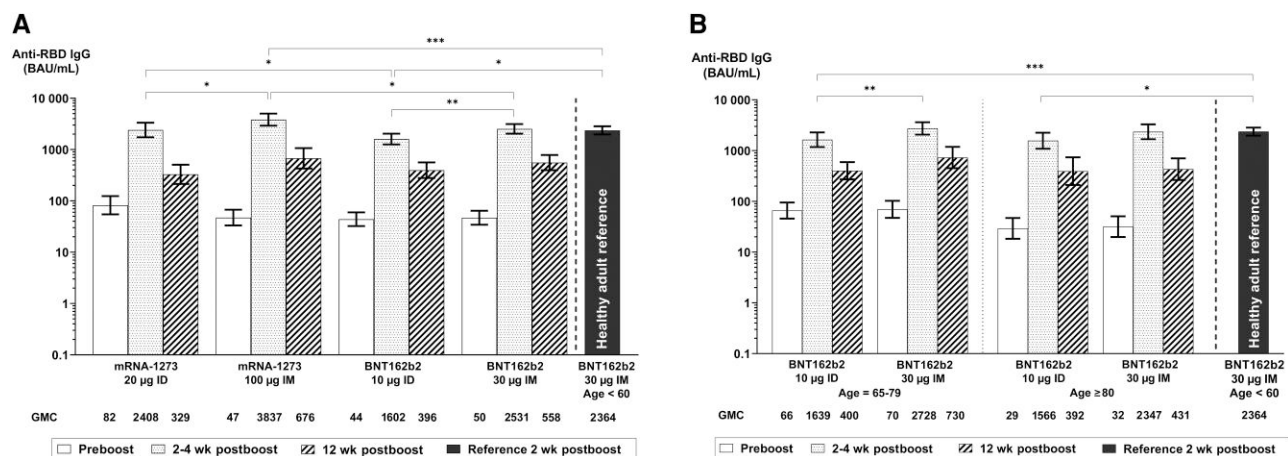 A
Anti-RBD IgG
(BAU/mL)
***
* *
* *
**
10 000
1000
100
10
1
0.1
Healthy adult reference
mRNA-1273 mRNA-1273 BNT162b2 BNT162b2 BNT162b2
20 µg ID 100 µg IM 10 µg ID 30 µg IM 30 µg IM
Age < 60
GMC 82 2408 329 47 3837 676 44 1602 396 50 2531 558 2364
Preboost 2-4 wk postboost 12 wk postboost Reference 2 wk postboost
B
Anti-RBD IgG
(BAU/mL)
***
** *
10 000
1000
100
10
1
0.1
Healthy adult reference
BNT162b2 BNT162b2 BNT162b2 BNT162b2 BNT162b2
10 µg ID 30 µg IM 10 µg ID 30 µg IM 30 µg IM
Age = 65-79 Age ≥80 Age < 60
GMC 66 1639 400 70 2728 730 29 1566 392 32 2347 431 2364
Preboost 2-4 wk postboost 12 wk postboost Reference 2 wk postboost